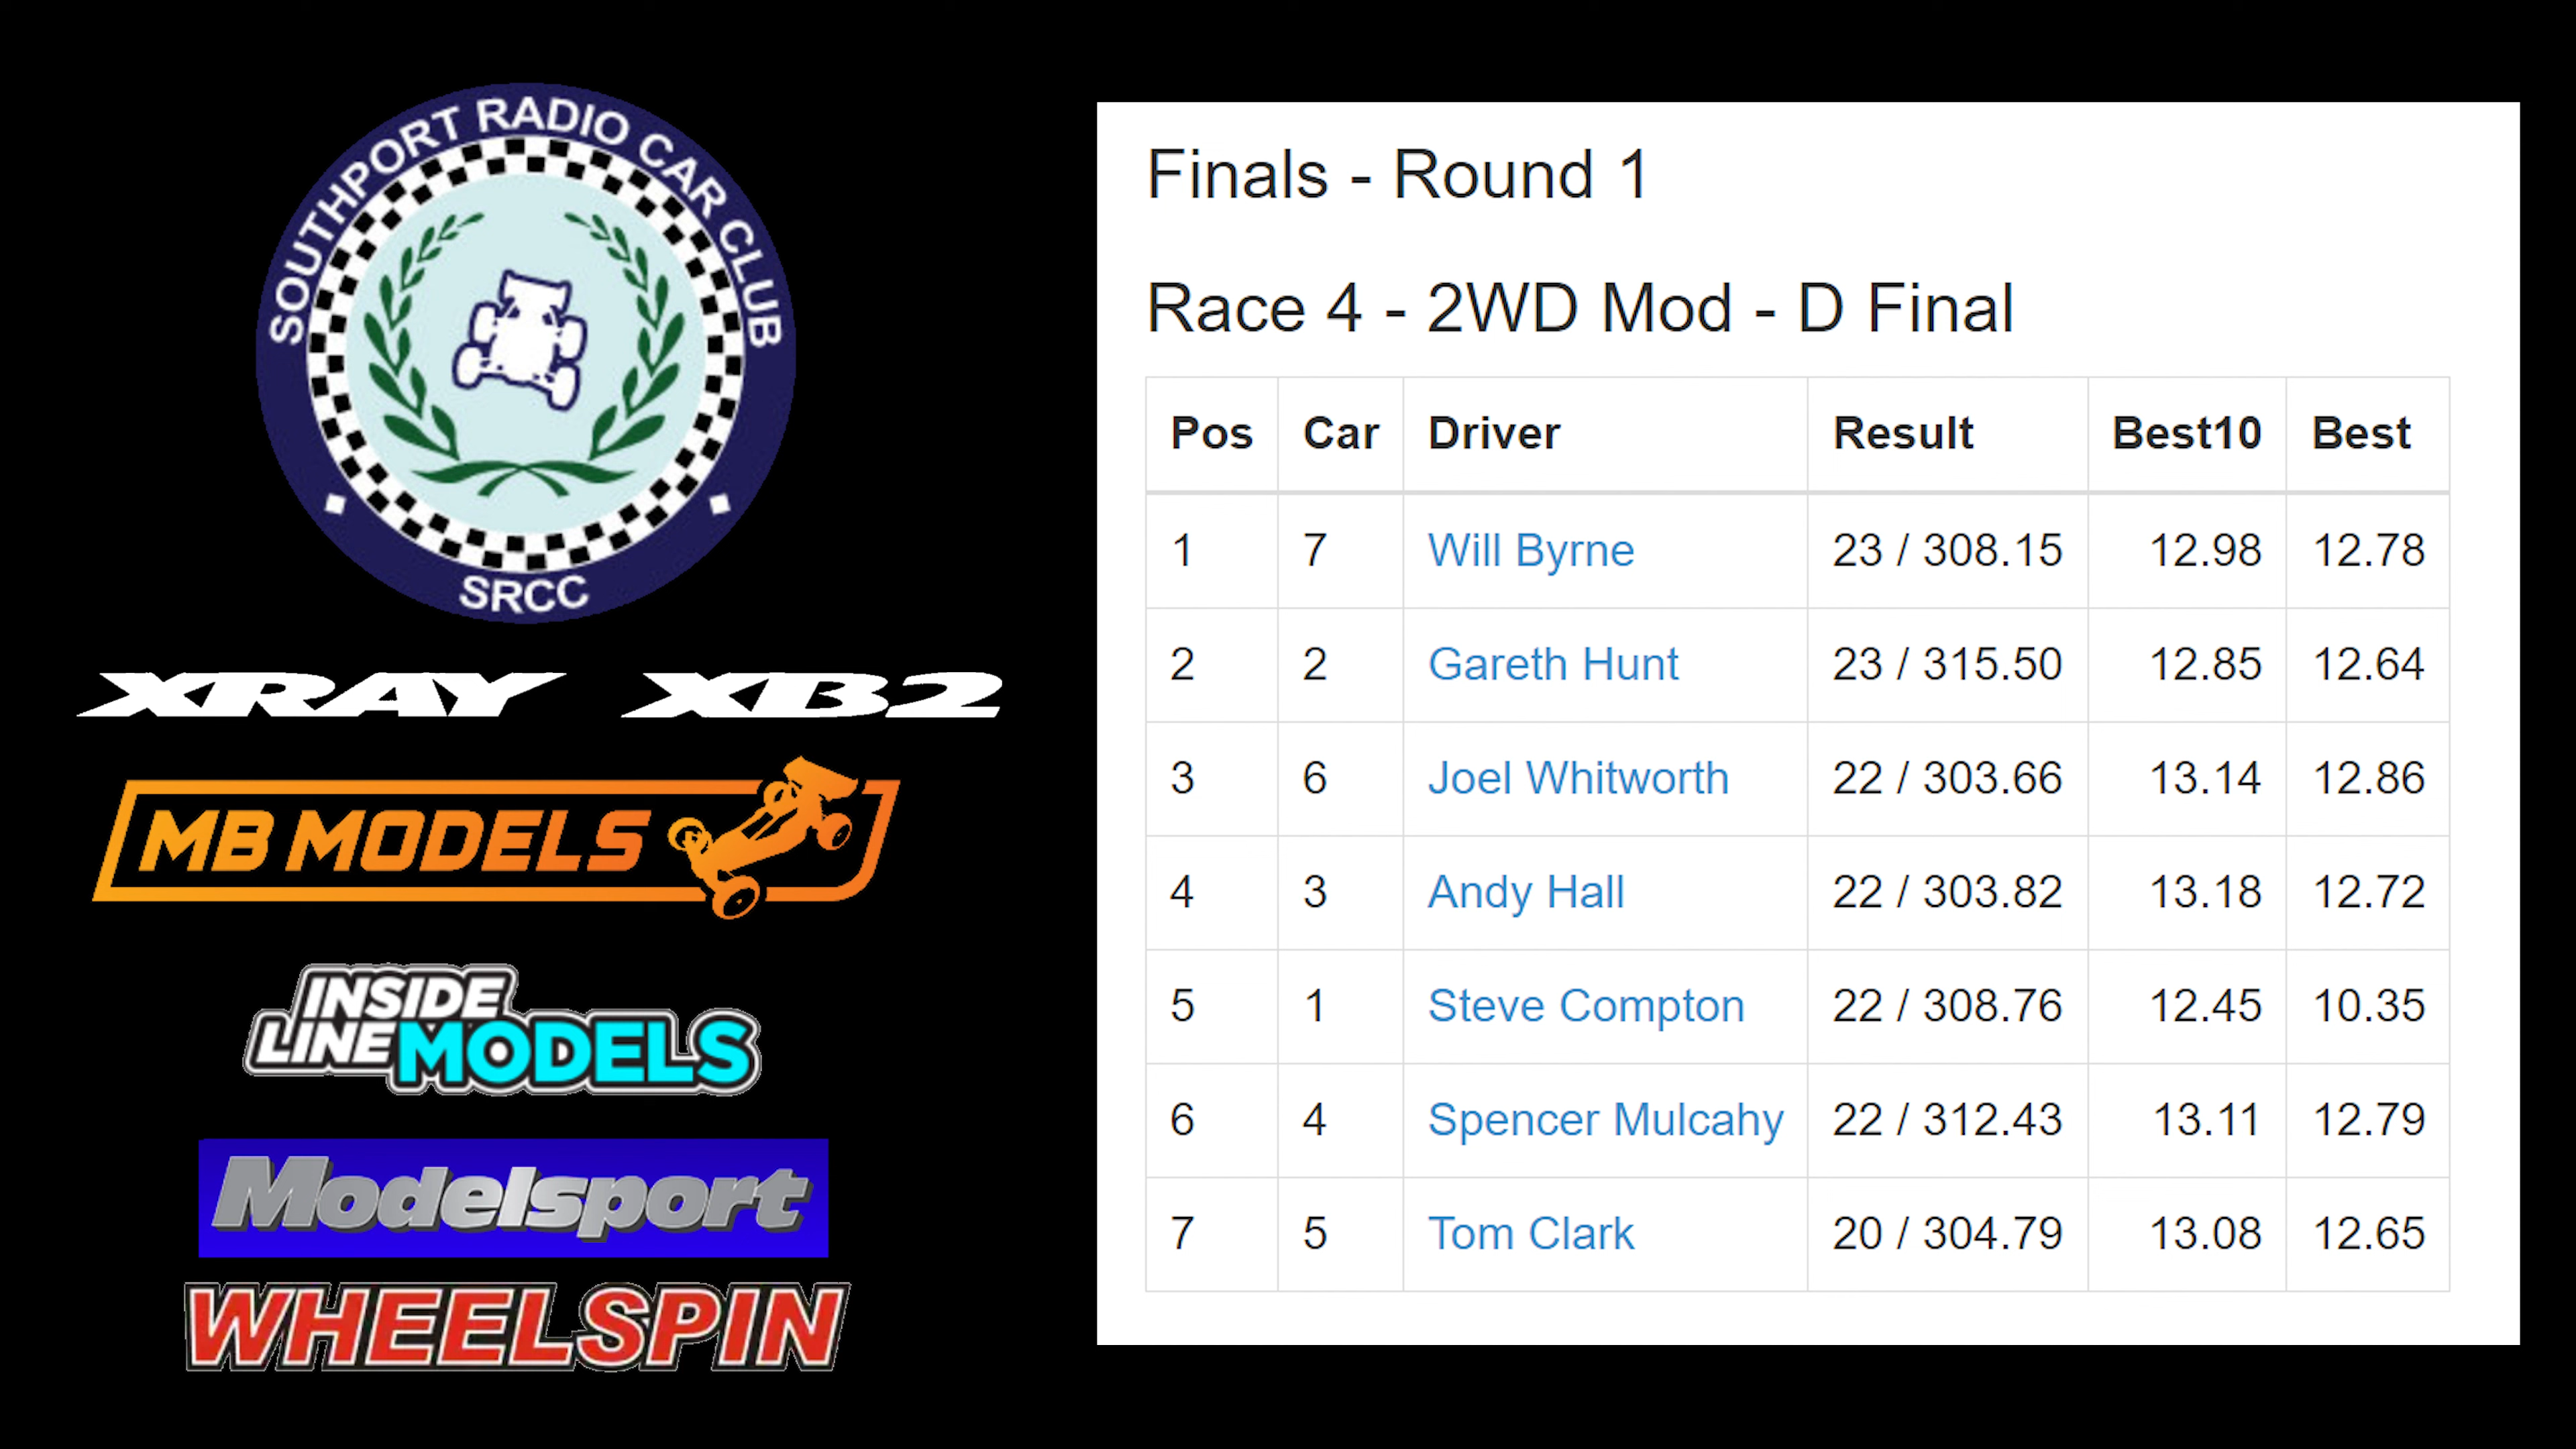 SOUTHPORT RADIO CAR CLUB
SRCC
XRAY XB2
MB MODELS
INSIDE
LINE MODELS
Modelsport
WHEELSPIN
Finals - Round 1
Race 4 - 2WD Mod - D Final
Pos Car Driver Result Best10 Best
1 7 Will Byrne 23 / 308.15 12.98 12.78
2 2 Gareth Hunt 23 / 315.50 12.85 12.64
3 6 Joel Whitworth 22 / 303.66 13.14 12.86
4 3 Andy Hall 22 / 303.82 13.18 12.72
5 1 Steve Compton 22 / 308.76 12.45 10.35
6 4 Spencer Mulcahy 22 / 312.43 13.11 12.79
7 5 Tom Clark 20 / 304.79 13.08 12.65